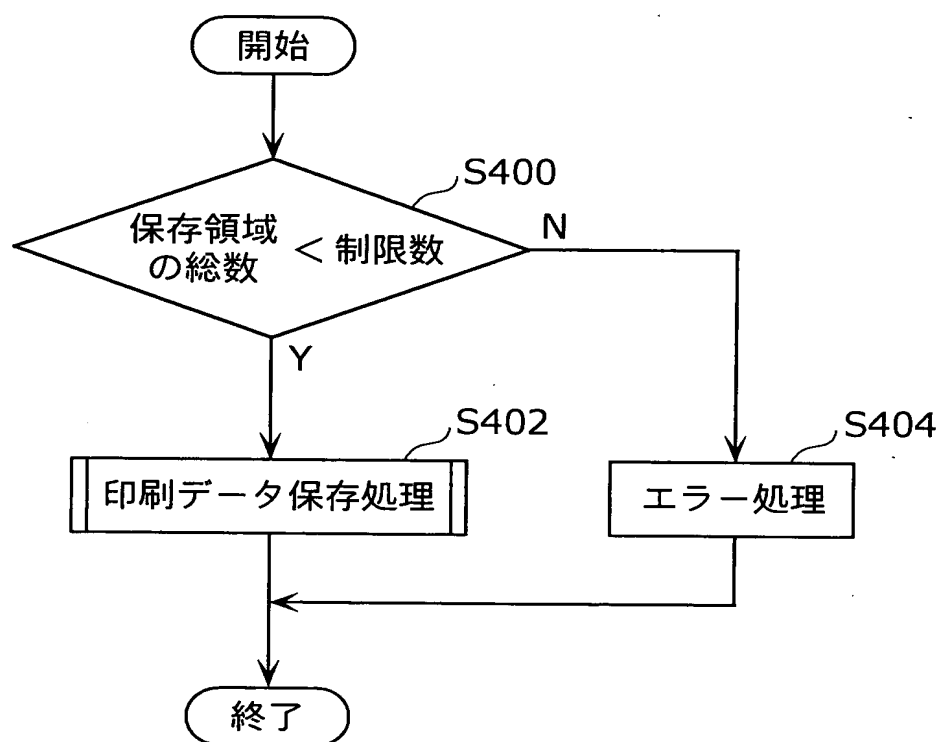 開始
S400
保存領域
の総数 < 制限数
N
Y
S402
S404
印刷データ保存処理
エラー処理
終了